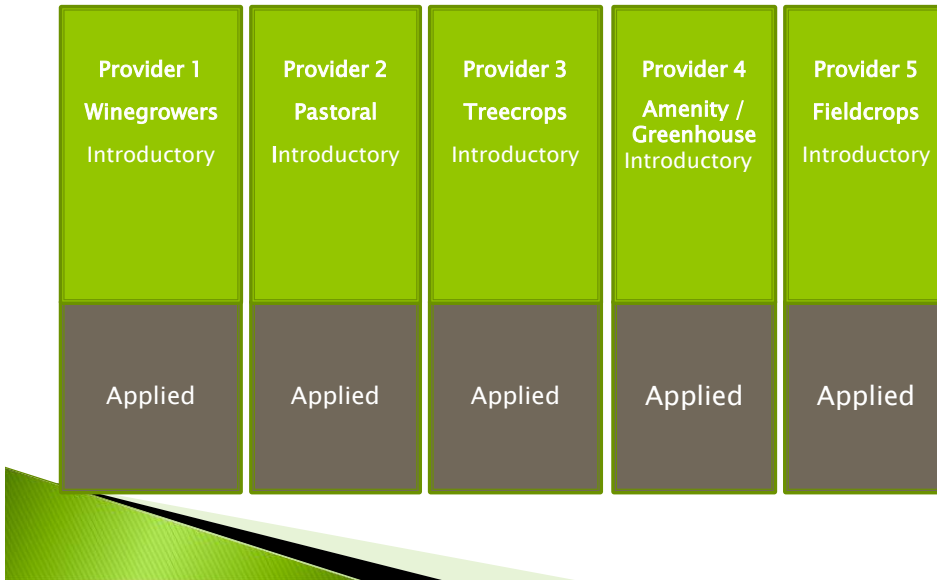 Provider 1
Winegrowers
Introductory
Applied
Provider 2
Pastoral
Introductory
Applied
Provider 3
Treecrops
Introductory
Applied
Provider 4
Amenity /
Greenhouse
Introductory
Applied
Provider 5
Fieldcrops
Introductory
Applied